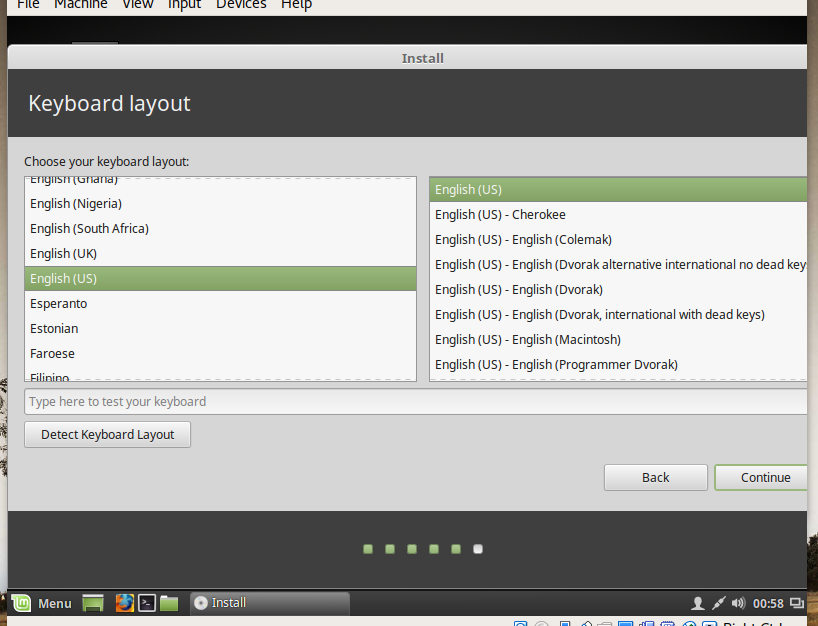 File Machine View Input Devices Help
Install
Keyboard layout
Choose your keyboard layout:
English (Ghana)
English (Nigeria)
English (South Africa)
English (UK)
English (US)
Esperanto
Estonian
Faroese
Filipino
English (US)
English (US) - Cherokee
English (US) - English (Colemak)
English (US) - English (Dvorak alternative international no dead key
English (US) - English (Dvorak)
English (US) - English (Dvorak, international with dead keys)
English (US) - English (Macintosh)
English (US) - English (Programmer Dvorak)
Type here to test your keyboard
Detect Keyboard Layout
Back Continue
Menu Install 00:58
Right Ctrl